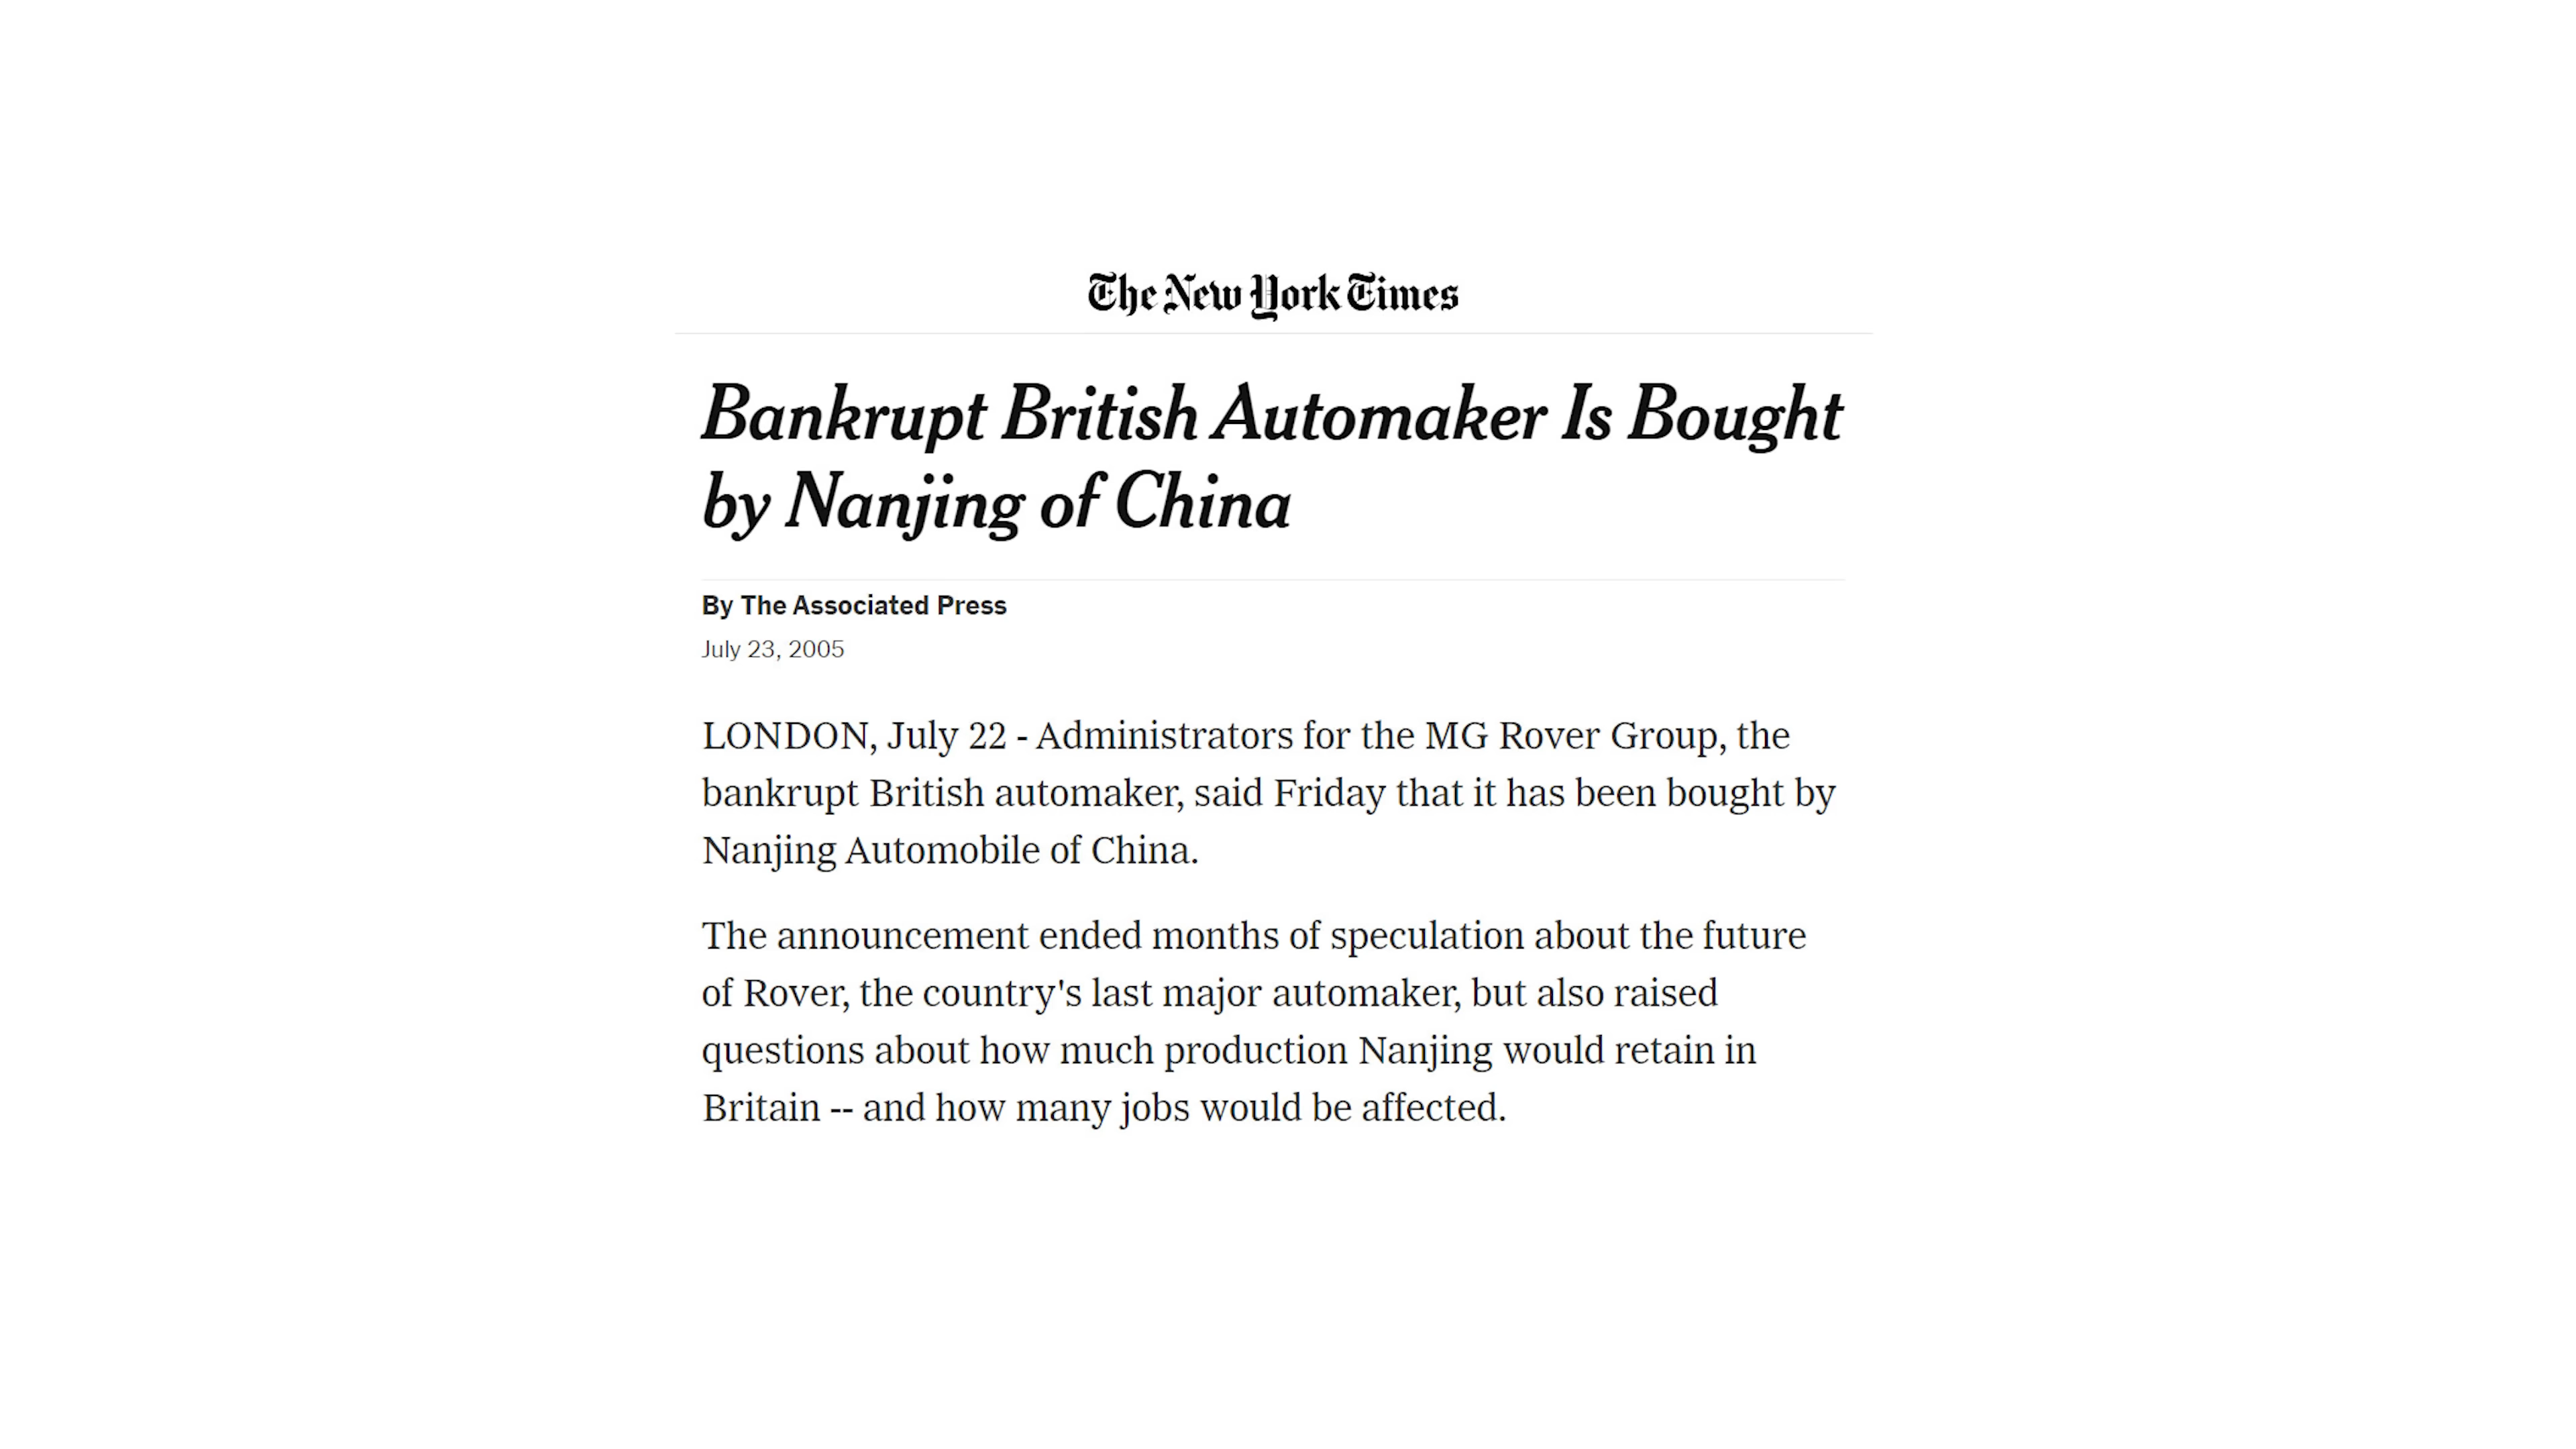 The New York Times
Bankrupt British Automaker Is Bought
by Nanjing of China
By The Associated Press
July 23, 2005
LONDON, July 22 - Administrators for the MG Rover Group, the
bankrupt British automaker, said Friday that it has been bought by
Nanjing Automobile of China.
The announcement ended months of speculation about the future
of Rover, the country's last major automaker, but also raised
questions about how much production Nanjing would retain in
Britain -- and how many jobs would be affected.